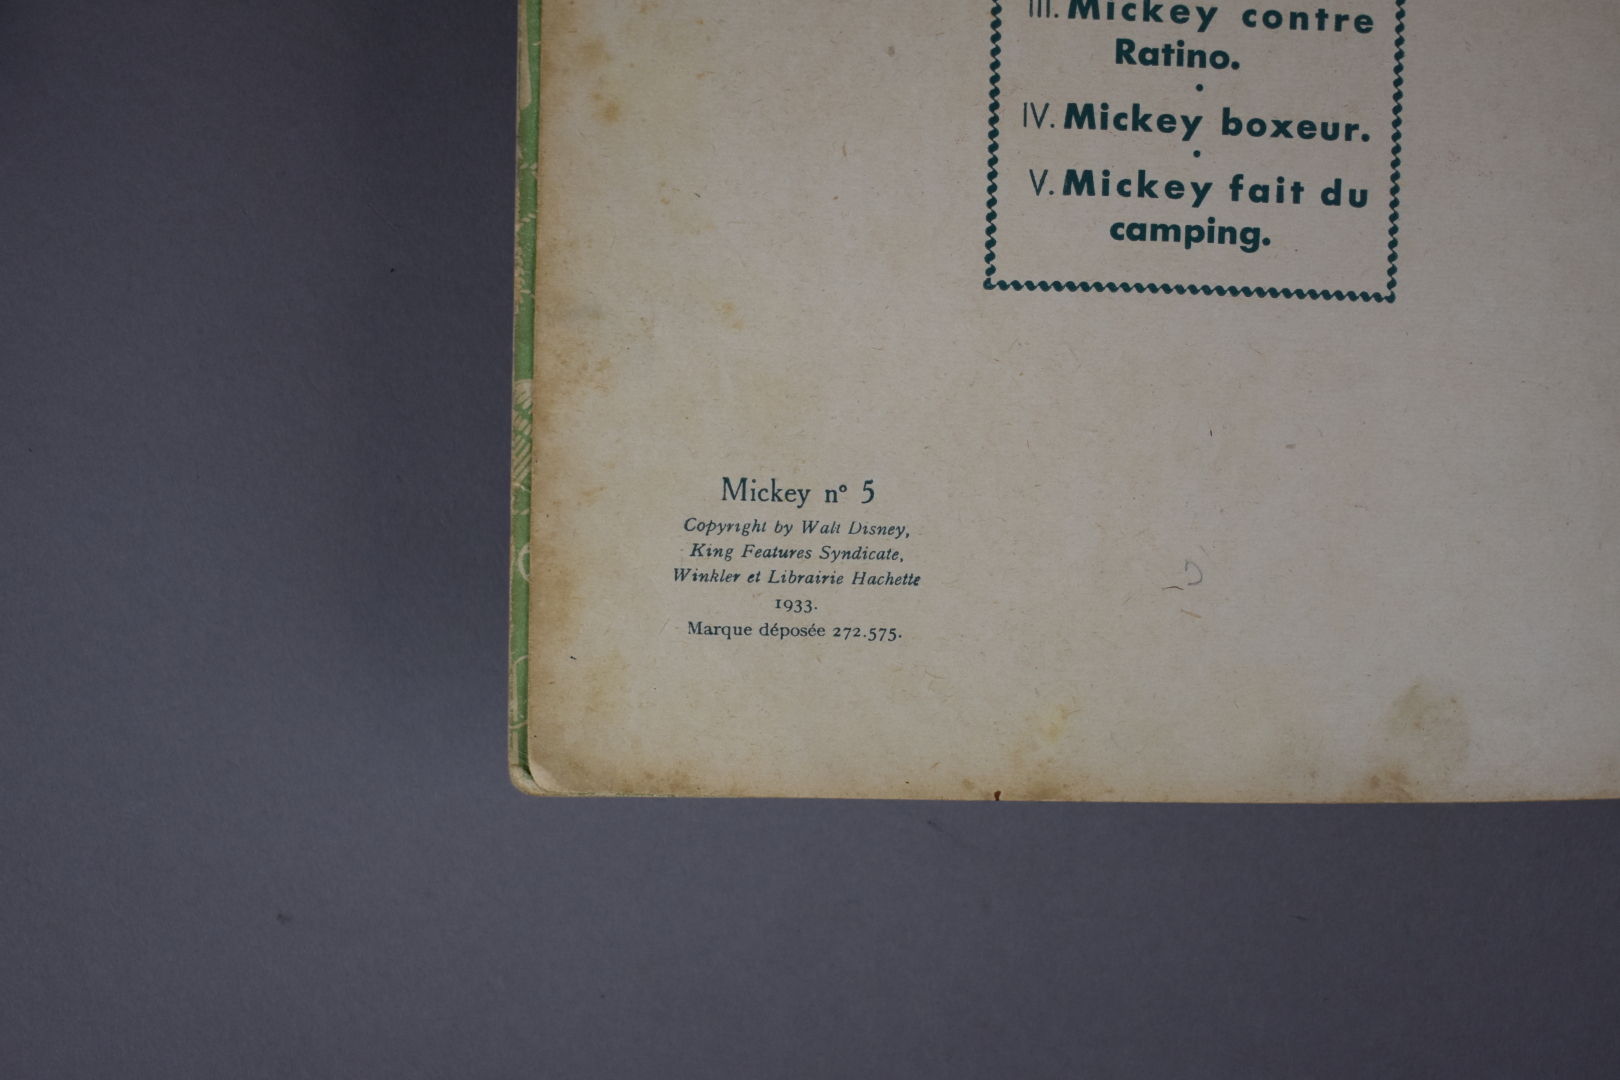 III. Mickey contre
Ratino.
IV. Mickey boxeur.
V. Mickey fait du
camping.
Mickey nº 5
Copyright by Walt Disney,
King Features Syndicate,
Winkler et Librairie Hachette
1933.
Marque déposée 272.575.